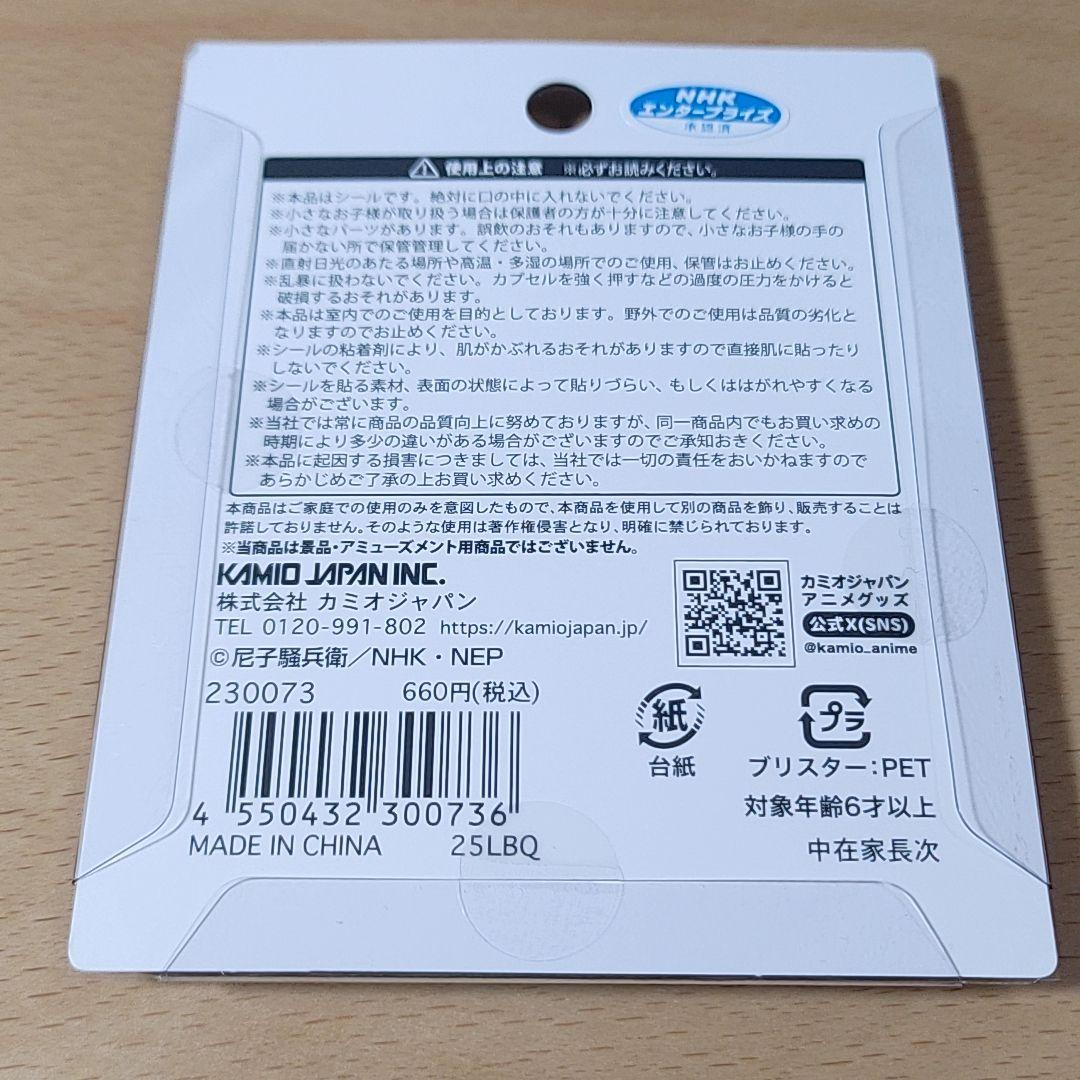 NHK
エンタープライズ
承認済
使用上の注意 ※必ずお読みください。
※本品はシールです。絶対に口の中に入れないでください。
※小さなお子様が取り扱う場合は保護者の方が十分に注意してください。
※小さなパーツがあります。誤飲のおそれもありますので、小さなお子様の手の
届かない所で保管管理してください。
※直射日光のあたる場所や高温・多湿の場所でのご使用、保管はお止めください。
※乱暴に扱わないでください。カプセルを強く押すなどの過度の圧力をかけると
破損するおそれがあります。
※本品は室内でのご使用を目的としております。野外でのご使用は品質の劣化と
なりますのでお止めください。
※シールの粘着剤により、肌がかぶれるおそれがありますので直接肌に貼ったり
しないでください。
※シールを貼る素材、表面の状態によって貼りづらい、もしくははがれやすくなる
場合がございます。
※当社では常に商品の品質向上に努めておりますが、同一商品内でもお買い求めの
時期により多少の違いがある場合がございますのでご承知おきください。
※本品に起因する損害につきましては、当社では一切の責任をおいかねますので
あらかじめご了承の上お買い求めください。
本商品はご家庭での使用のみを意図したもので、本商品を使用して別の商品を飾り、販売することは
許諾しておりません。そのような使用は著作権侵害となり、明確に禁じられております。
※当商品は景品・アミューズメント用商品ではございません。
KAMIO JAPAN INC.
株式会社 カミオジャパン
TEL 0120-991-802 https://kamiojapan.jp/
©尼子騒兵衛／NHK・NEP
カミオジャパン
アニメグッズ
公式X(SNS)
@kamio_anime
230073 660円(税込)
4 550432 300736
MADE IN CHINA 25LBQ
紙
台紙
プラ
ブリスター：PET
対象年齢6才以上
中在家長次